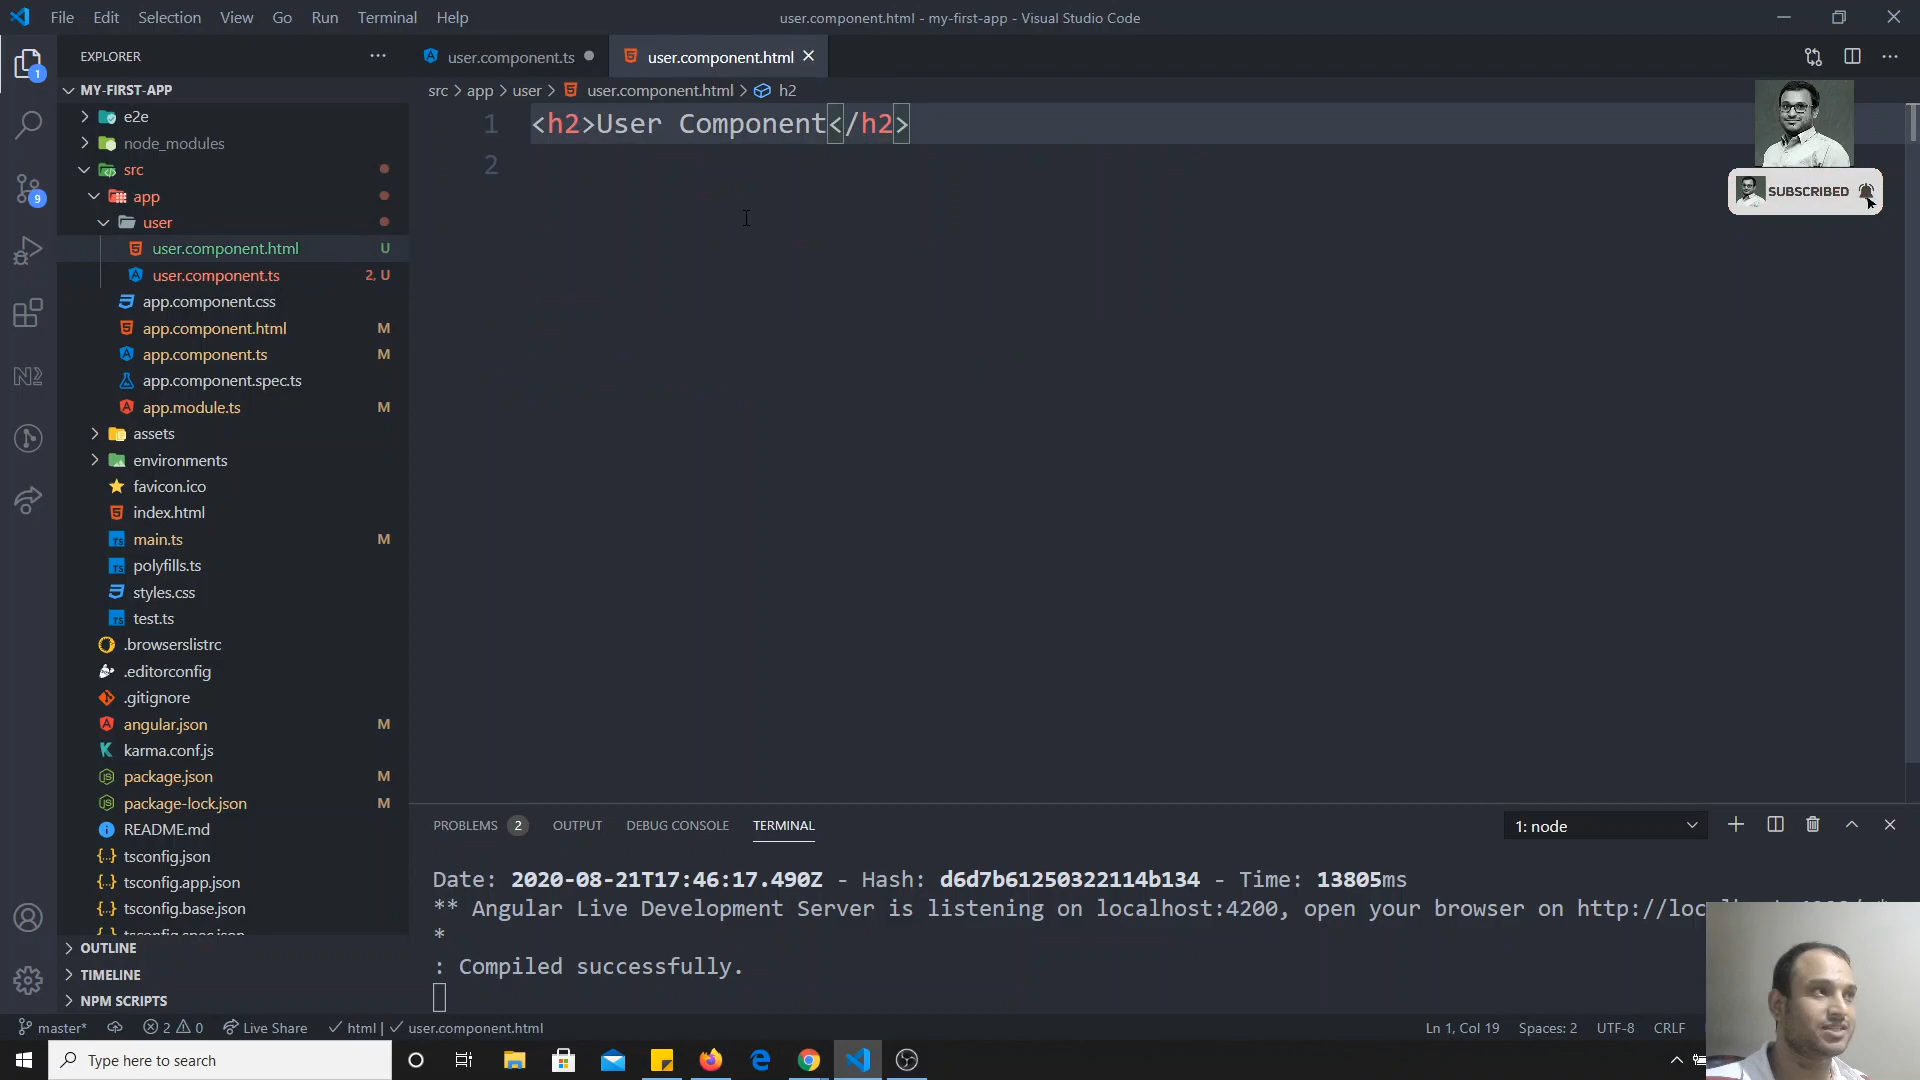 File Edit Selection View Go Run Terminal Help
user.component.html - my-first-app - Visual Studio Code
EXPLORER
user.component.ts
user.component.html
MY-FIRST-APP
src > app > user > user.component.html > h2
e2e
node_modules
src
app
user
user.component.html U
user.component.ts 2, U
app.component.css
app.component.html M
app.component.ts M
app.component.spec.ts
app.module.ts M
assets
environments
favicon.ico
index.html
main.ts M
polyfills.ts
styles.css
test.ts
.browserslistrc
.editorconfig
.gitignore
angular.json M
karma.conf.js
package.json M
package-lock.json M
README.md
tsconfig.json
tsconfig.app.json
tsconfig.base.json
tsconfig.spec.json
OUTLINE
TIMELINE
NPM SCRIPTS
1
9
1 <h2>User Component</h2>
2
SUBSCRIBED
PROBLEMS 2 OUTPUT DEBUG CONSOLE TERMINAL
1: node
Date: 2020-08-21T17:46:17.490Z - Hash: d6d7b61250322114b134 - Time: 13805ms
** Angular Live Development Server is listening on localhost:4200, open your browser on
*
: Compiled successfully.
master* 2 0 Live Share html | user.component.html
Ln 1, Col 19 Spaces: 2 UTF-8 CRLF
Type here to search